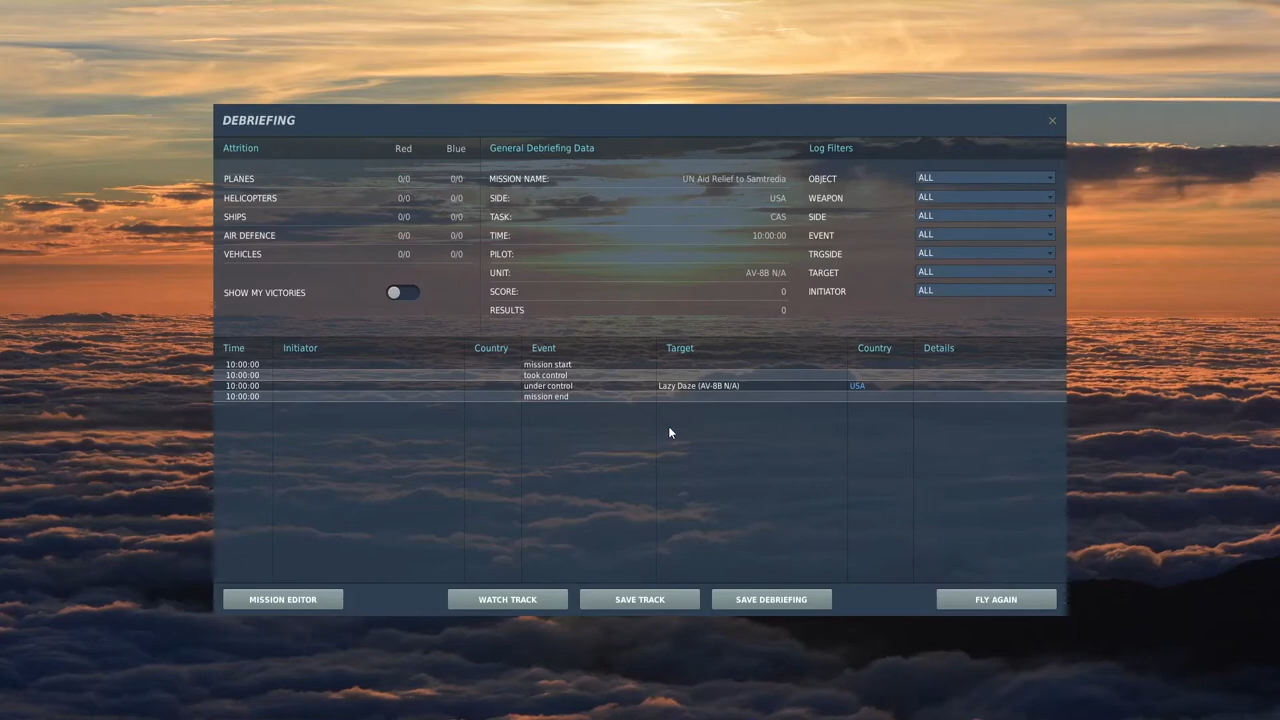 DEBRIEFING
Attrition Red Blue
PLANES 0/0 0/0
HELICOPTERS 0/0 0/0
SHIPS 0/0 0/0
AIR DEFENCE 0/0 0/0
VEHICLES 0/0 0/0
SHOW MY VICTORIES
General Debriefing Data
MISSION NAME: UN Aid Relief to Samtredia
SIDE: USA
TASK: CAS
TIME: 10:00:00
PILOT:
UNIT: AV-8B N/A
SCORE: 0
RESULTS 0
Log Filters
OBJECT ALL
WEAPON ALL
SIDE ALL
EVENT ALL
TRGSIDE ALL
TARGET ALL
INITIATOR ALL
Time Initiator Country Event Target Country Details
10:00:00 mission start
10:00:00 took control
10:00:00 under control Lazy Daze (AV-8B N/A) USA
10:00:00 mission end
MISSION EDITOR WATCH TRACK SAVE TRACK SAVE DEBRIEFING FLY AGAIN